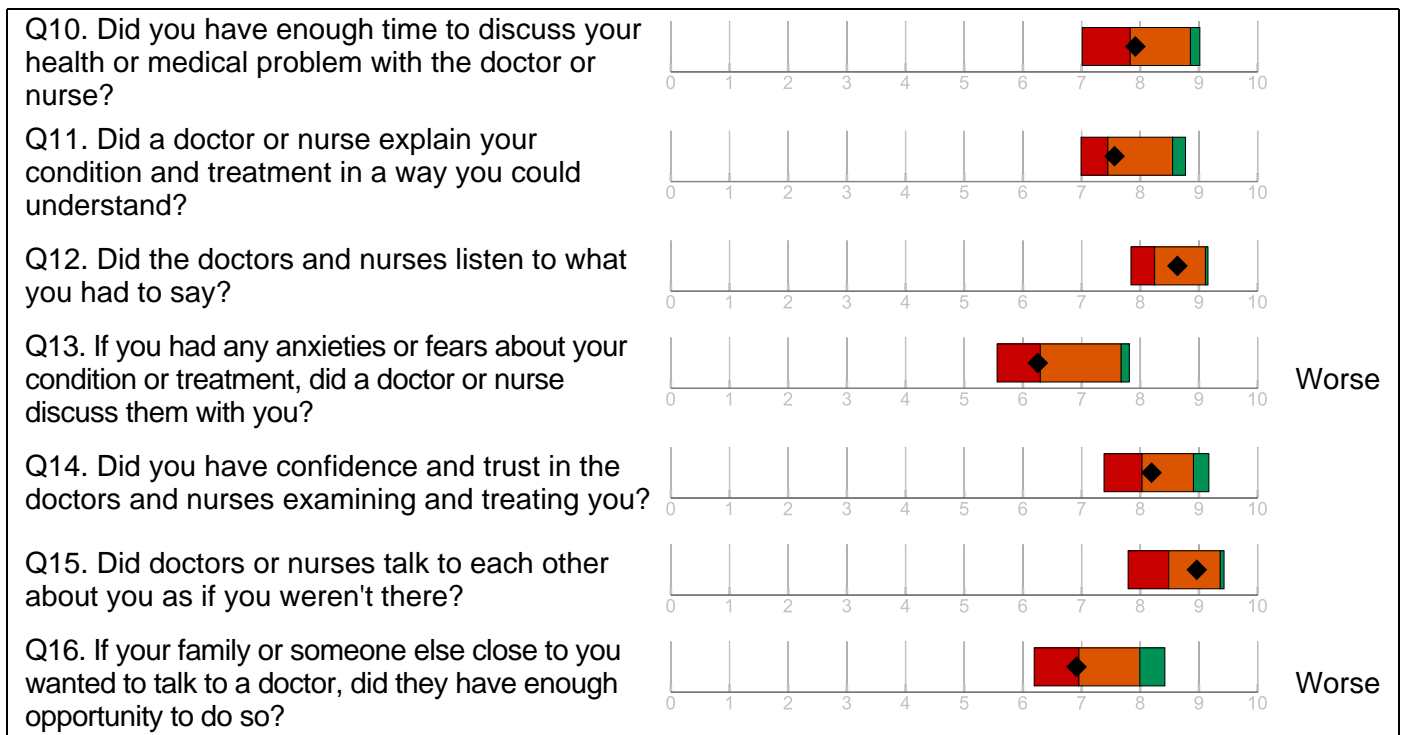 Q10. Did you have enough time to discuss your
health or medical problem with the doctor or
nurse?
0 1 2 3 4 5 6 7 8 9 10
Q11. Did a doctor or nurse explain your
condition and treatment in a way you could
understand?
0 1 2 3 4 5 6 7 8 9 10
Q12. Did the doctors and nurses listen to what
you had to say?
0 1 2 3 4 5 6 7 8 9 10
Q13. If you had any anxieties or fears about your
condition or treatment, did a doctor or nurse
discuss them with you?
0 1 2 3 4 5 6 7 8 9 10
Worse
Q14. Did you have confidence and trust in the
doctors and nurses examining and treating you?
0 1 2 3 4 5 6 7 8 9 10
Q15. Did doctors or nurses talk to each other
about you as if you weren't there?
0 1 2 3 4 5 6 7 8 9 10
Q16. If your family or someone else close to you
wanted to talk to a doctor, did they have enough
opportunity to do so?
0 1 2 3 4 5 6 7 8 9 10
Worse